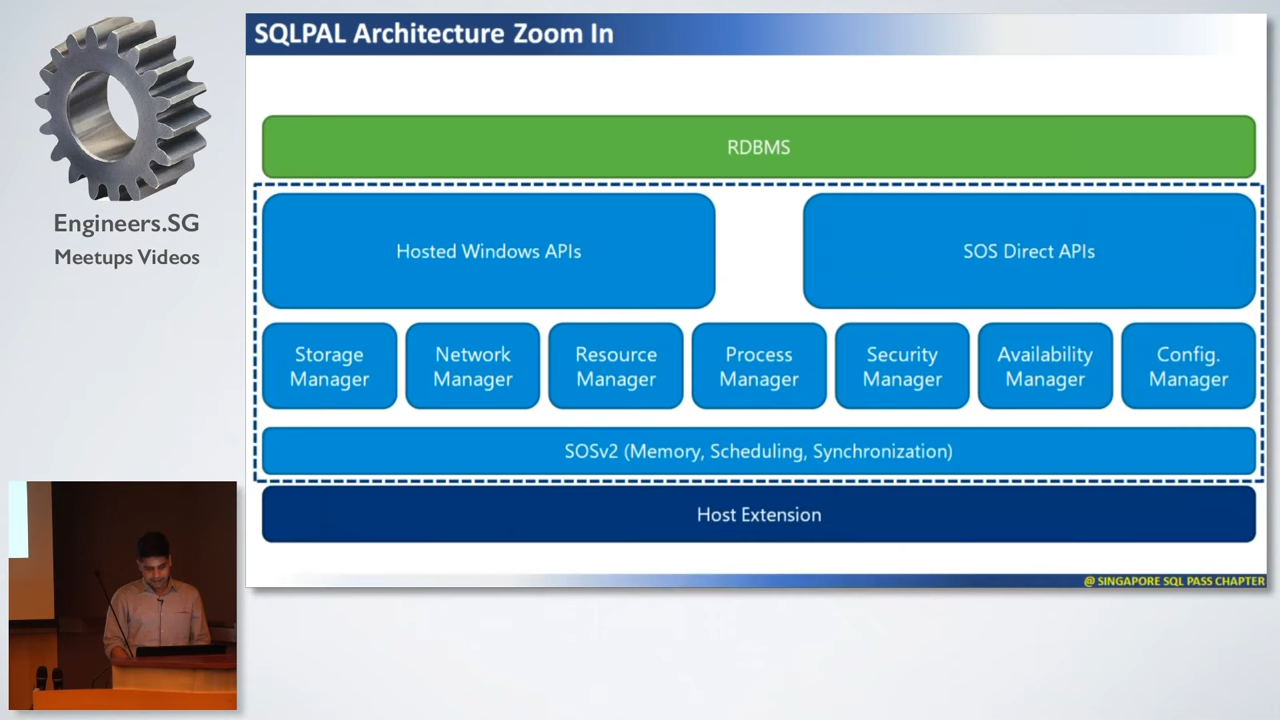 SQLPAL Architecture Zoom In
RDBMS
Hosted Windows APIs
SOS Direct APIs
Storage
Manager
Network
Manager
Resource
Manager
Process
Manager
Security
Manager
Availability
Manager
Config.
Manager
SOSv2 (Memory, Scheduling, Synchronization)
Host Extension
@ SINGAPORE SQL PASS CHAPTER
Engineers.SG
Meetups Videos